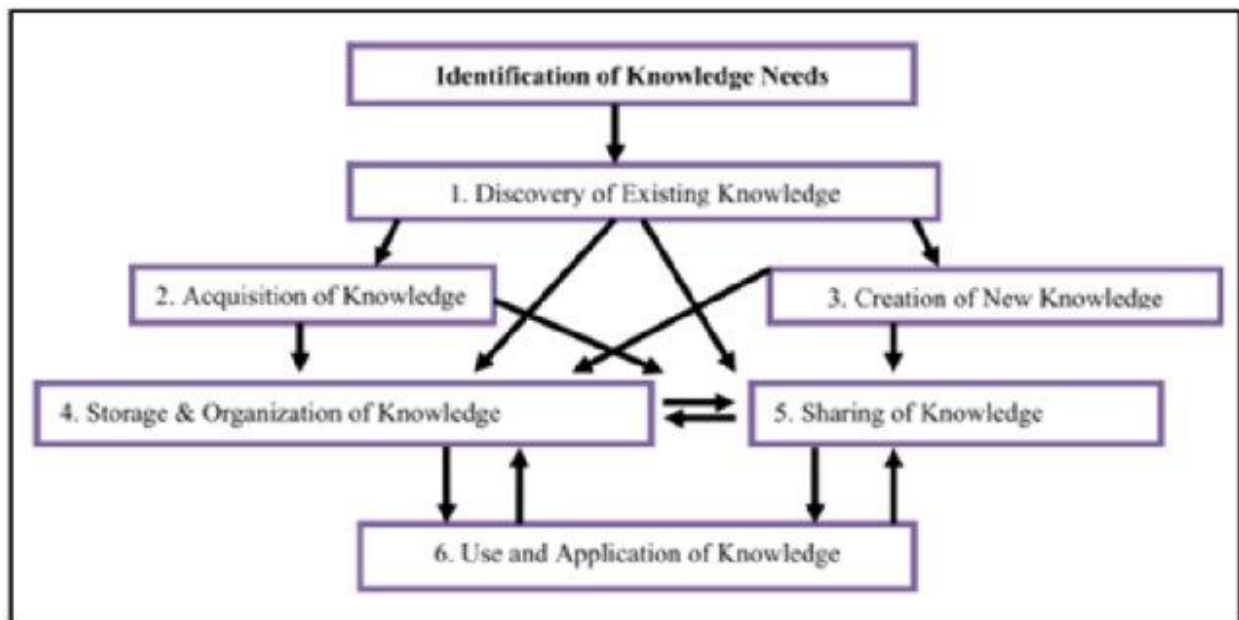 Identification of Knowledge Needs
1. Discovery of Existing Knowledge
2. Acquisition of Knowledge
3. Creation of New Knowledge
4. Storage & Organization of Knowledge
5. Sharing of Knowledge
6. Use and Application of Knowledge